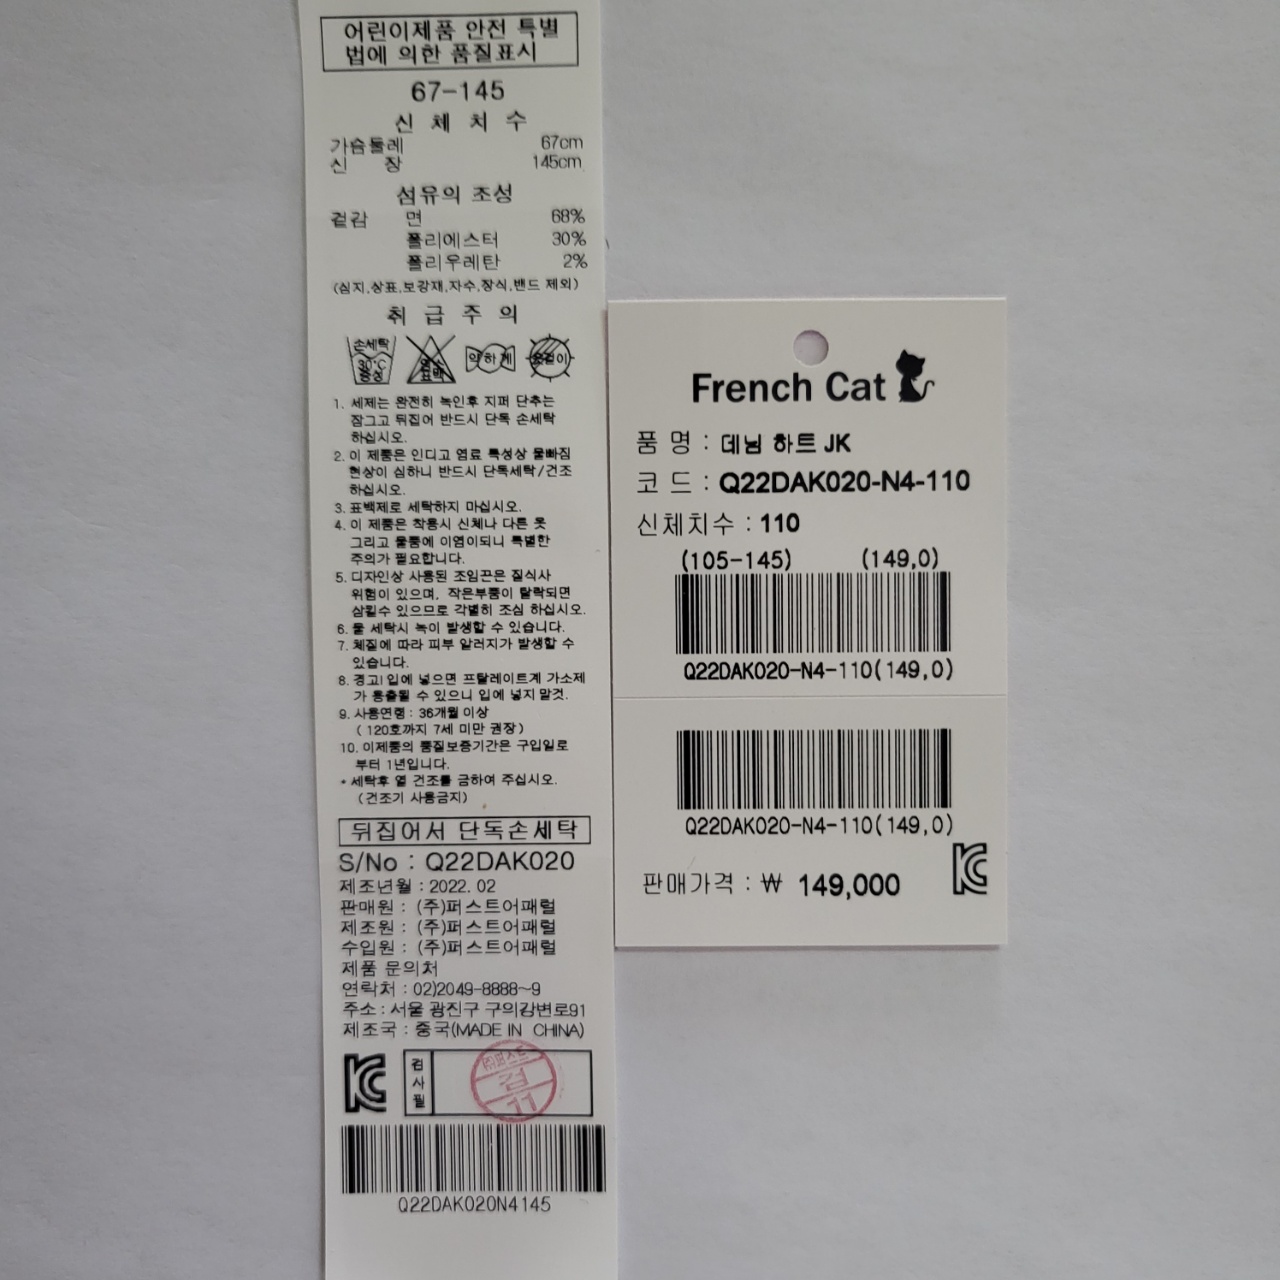 어린이제품 안전 특별
법에 의한 품질표시
67-145
신 체 치 수
가슴둘레 67cm
신 장 145cm
섬유의 조성
겉감 면 68%
폴리에스터 30%
폴리우레탄 2%
(심지,상표,보강재,자수,장식,밴드 제외)
취 급 주 의
손세탁 30°C 중성 염소 표백 약하게 옷걸이
1. 세제는 완전히 녹인후 지퍼 단추는
잠그고 뒤집어 반드시 단독 손세탁
하십시오.
2. 이 제품은 인디고 염료 특성상 물빠짐
현상이 심하니 반드시 단독세탁/건조
하십시오.
3. 표백제로 세탁하지 마십시오.
4. 이 제품은 착용시 신체나 다른 옷
그리고 물품에 이염이되니 특별한
주의가 필요합니다.
5. 디자인상 사용된 조임끈은 질식사
위험이 있으며, 작은부품이 탈락되면
삼킬수 있으므로 각별히 조심 하십시오.
6. 물 세탁시 녹이 발생할 수 있습니다.
7. 체질에 따라 피부 알러지가 발생할 수
있습니다.
8. 경고! 입에 넣으면 프탈레이트계 가소제
가 용출될 수 있으니 입에 넣지 말것.
9. 사용연령 : 36개월 이상
( 120호까지 7세 미만 권장)
10. 이제품의 품질보증기간은 구입일로
부터 1년입니다.
* 세탁후 열 건조를 금하여 주십시오.
(건조기 사용금지)
뒤집어서 단독손세탁
S/No : Q22DAK020
제조년월 : 2022. 02
판매원 : (주)퍼스트어패럴
제조원 : (주)퍼스트어패럴
수입원 : (주)퍼스트어패럴
제품 문의처
연락처 : 02)2049-8888~9
주소 : 서울 광진구 구의강변로91
제조국 : 중국(MADE IN CHINA)
KC 검사필 (주)퍼스트 검 11
Q22DAK020N4145
French Cat
품 명 : 데님 하트 JK
코 드 : Q22DAK020-N4-110
신체치수 : 110
(105-145) (149,0)
Q22DAK020-N4-110(149,0)
Q22DAK020-N4-110(149,0)
KC
판매가격 : ₩ 149,000